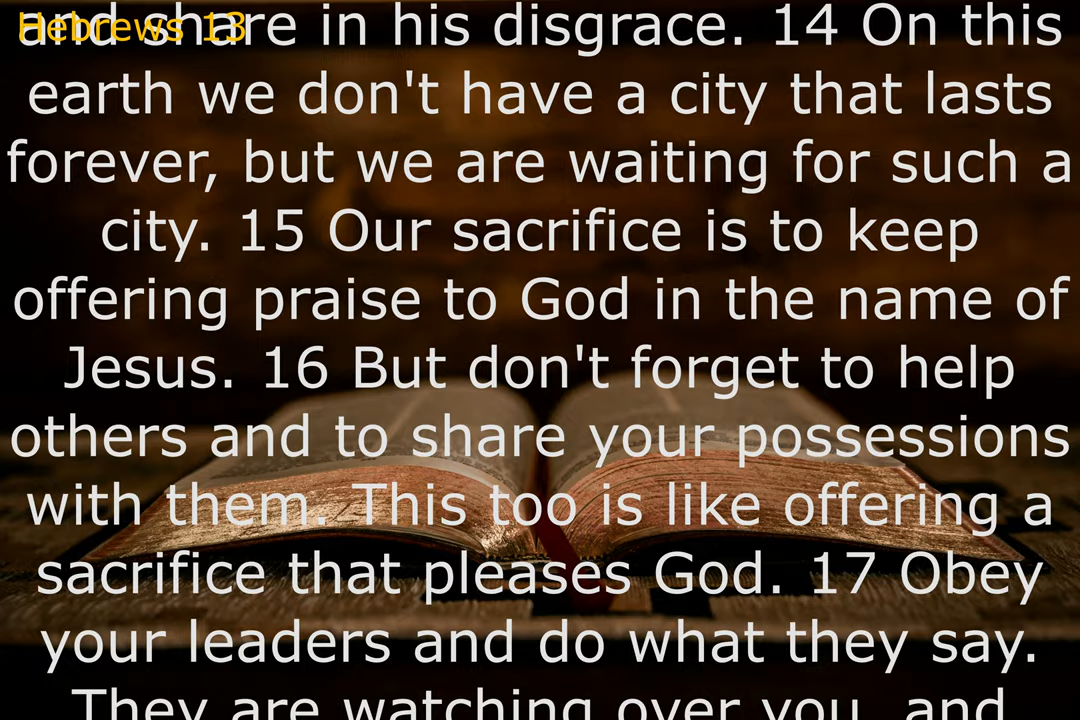 Hebrews 13
and share in his disgrace. 14 On this
earth we don't have a city that lasts
forever, but we are waiting for such a
city. 15 Our sacrifice is to keep
offering praise to God in the name of
Jesus. 16 But don't forget to help
others and to share your possessions
with them. This too is like offering a
sacrifice that pleases God. 17 Obey
your leaders and do what they say.
They are watching over you, and